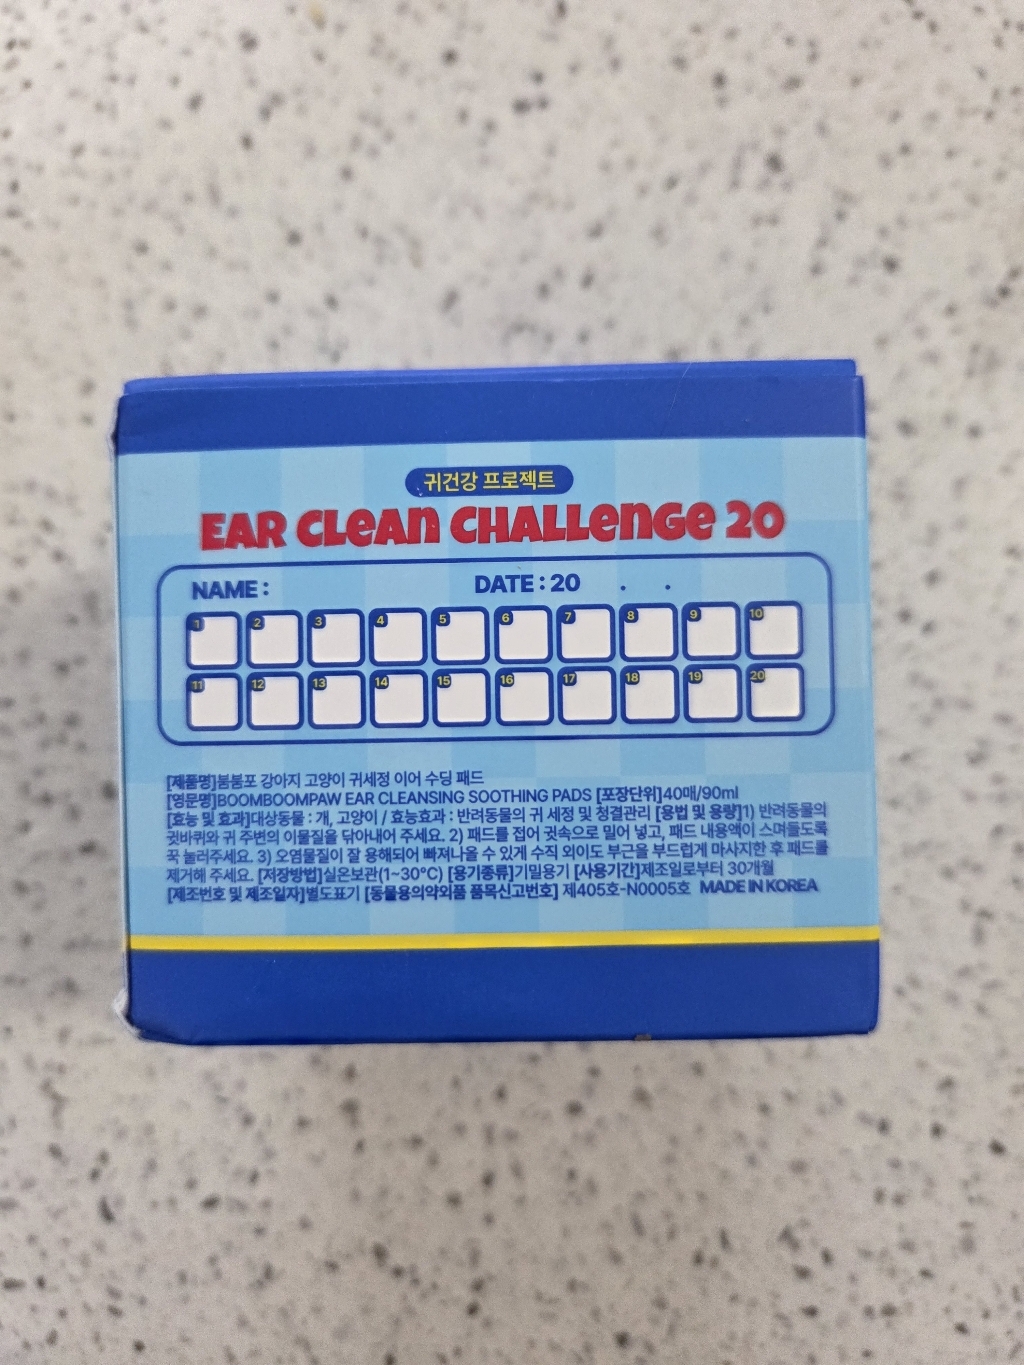 귀건강 프로젝트
EAR CLEAN CHALLENGE 20
NAME : DATE : 20 . .
1 2 3 4 5 6 7 8 9 10
11 12 13 14 15 16 17 18 19 20
[제품명]붐붐포 강아지 고양이 귀세정 이어 수딩 패드
[영문명]BOOMBOOMPAW EAR CLEANSING SOOTHING PADS [포장단위]40매/90ml
[효능 및 효과]대상동물 : 개, 고양이 / 효능효과 : 반려동물의 귀 세정 및 청결관리 [용법 및 용량]1) 반려동물의
귓바퀴와 귀 주변의 이물질을 닦아내어 주세요. 2) 패드를 접어 귓속으로 밀어 넣고, 패드 내용액이 스며들도록
꾹 눌러주세요. 3) 오염물질이 잘 용해되어 빠져나올 수 있게 수직 외이도 부근을 부드럽게 마사지한 후 패드를
제거해 주세요. [저장방법]실온보관(1~30°C) [용기종류]기밀용기 [사용기간]제조일로부터 30개월
[제조번호 및 제조일자]별도표기 [동물용의약외품 품목신고번호] 제405호-N0005호 MADE IN KOREA